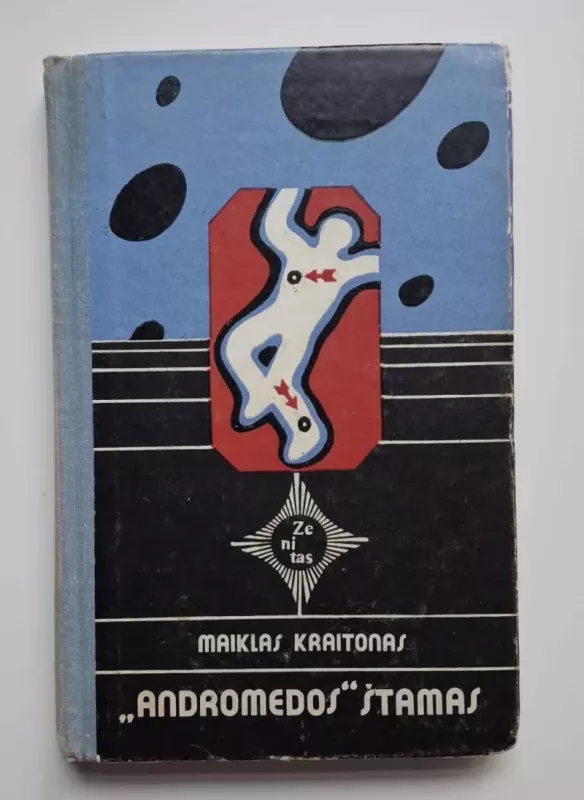 Ze
ni
tas
MAIKLAS KRAITONAS
„ANDROMEDOS“ ŠTAMAS